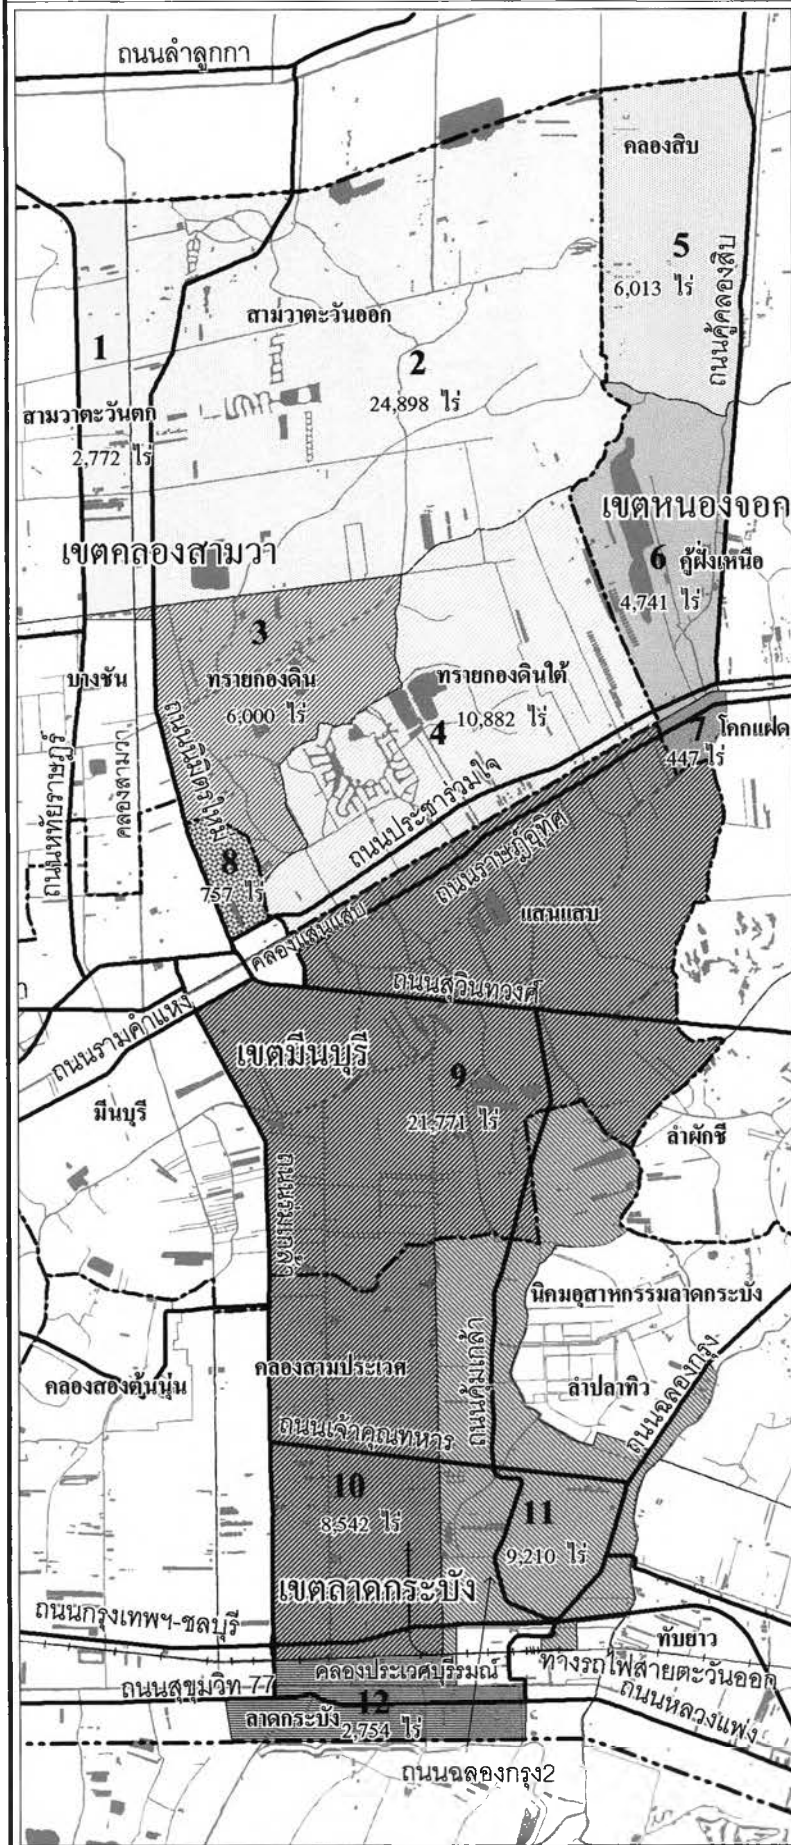 ถนนลำลูกกา
คลองสิบ
5
6,013 ไร่
ถนนคู้คลองสิบ
สามวาตะวันออก
1
2
24,898 ไร่
สามวาตะวันตก
2,772 ไร่
เขตหนองจอก
เขตคลองสามวา
6 คู้ฝั่งเหนือ
4,741 ไร่
3
บางชัน
ทรายกองดิน
6,000 ไร่
ทรายกองดินใต้
4
10,882 ไร่
7 โคกแฝด
447 ไร่
ถนนนิมิตรใหม่
ถนนหทัยราษฎร์
คลองสามวา
ถนนประชาร่วมใจ
ถนนราษฎร์อุทิศ
8
757 ไร่
คลองแสนแสบ
แสนแสบ
ถนนสุวินทวงศ์
ถนนรามคำแหง
เขตมีนบุรี
9
21,771 ไร่
มีนบุรี
ลำผักชี
ถนนร่มเกล้า
นิคมอุสาหกรรมลาดกระบัง
คลองสองต้นนุ่น
คลองสามประเวศ
ถนนคุ้มเกล้า
ลำปลาทิว
ถนนฉลองกรุง
ถนนเจ้าคุณทหาร
10
8,542 ไร่
11
9,210 ไร่
เขตลาดกระบัง
ถนนกรุงเทพฯ-ชลบุรี
ทับยาว
คลองประเวศบุรีรมณ์
ทางรถไฟสายตะวันออก
ถนนสุขุมวิท 77
ถนนหลวงแพ่ง
12
ลาดกระบัง
2,754 ไร่
ถนนฉลองกรุง2